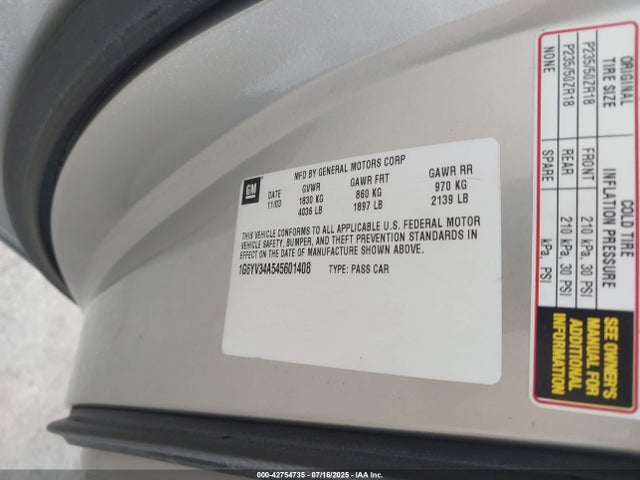 GM
MFD BY GENERAL MOTORS CORP
DATE GVWR GAWR FRT GAWR RR
11/03 1830 KG 860 KG 970 KG
4036 LB 1897 LB 2139 LB
THIS VEHICLE CONFORMS TO ALL APPLICABLE U.S. FEDERAL MOTOR
VEHICLE SAFETY, BUMPER, AND THEFT PREVENTION STANDARDS IN
EFFECT ON THE DATE OF MANUFACTURE SHOWN ABOVE.
1G6YV34A545601408 TYPE: PASS CAR
ORIGINAL COLD TIRE
TIRE SIZE INFLATION PRESSURE
P235/50ZR18 FRONT 210 kPa, 30 PSI
P235/50ZR18 REAR 210 kPa, 30 PSI
NONE SPARE kPa, PSI
SEE OWNER'S
MANUAL FOR
ADDITIONAL
INFORMATION
000-42754735 07/16/2025 IAA Inc.